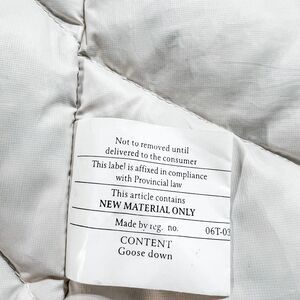 Not to removed until
delivered to the consumer
This label is affixed in compliance
with Provincial law
This article contains
NEW MATERIAL ONLY
Made by reg. no. 06T-03
CONTENT
Goose down